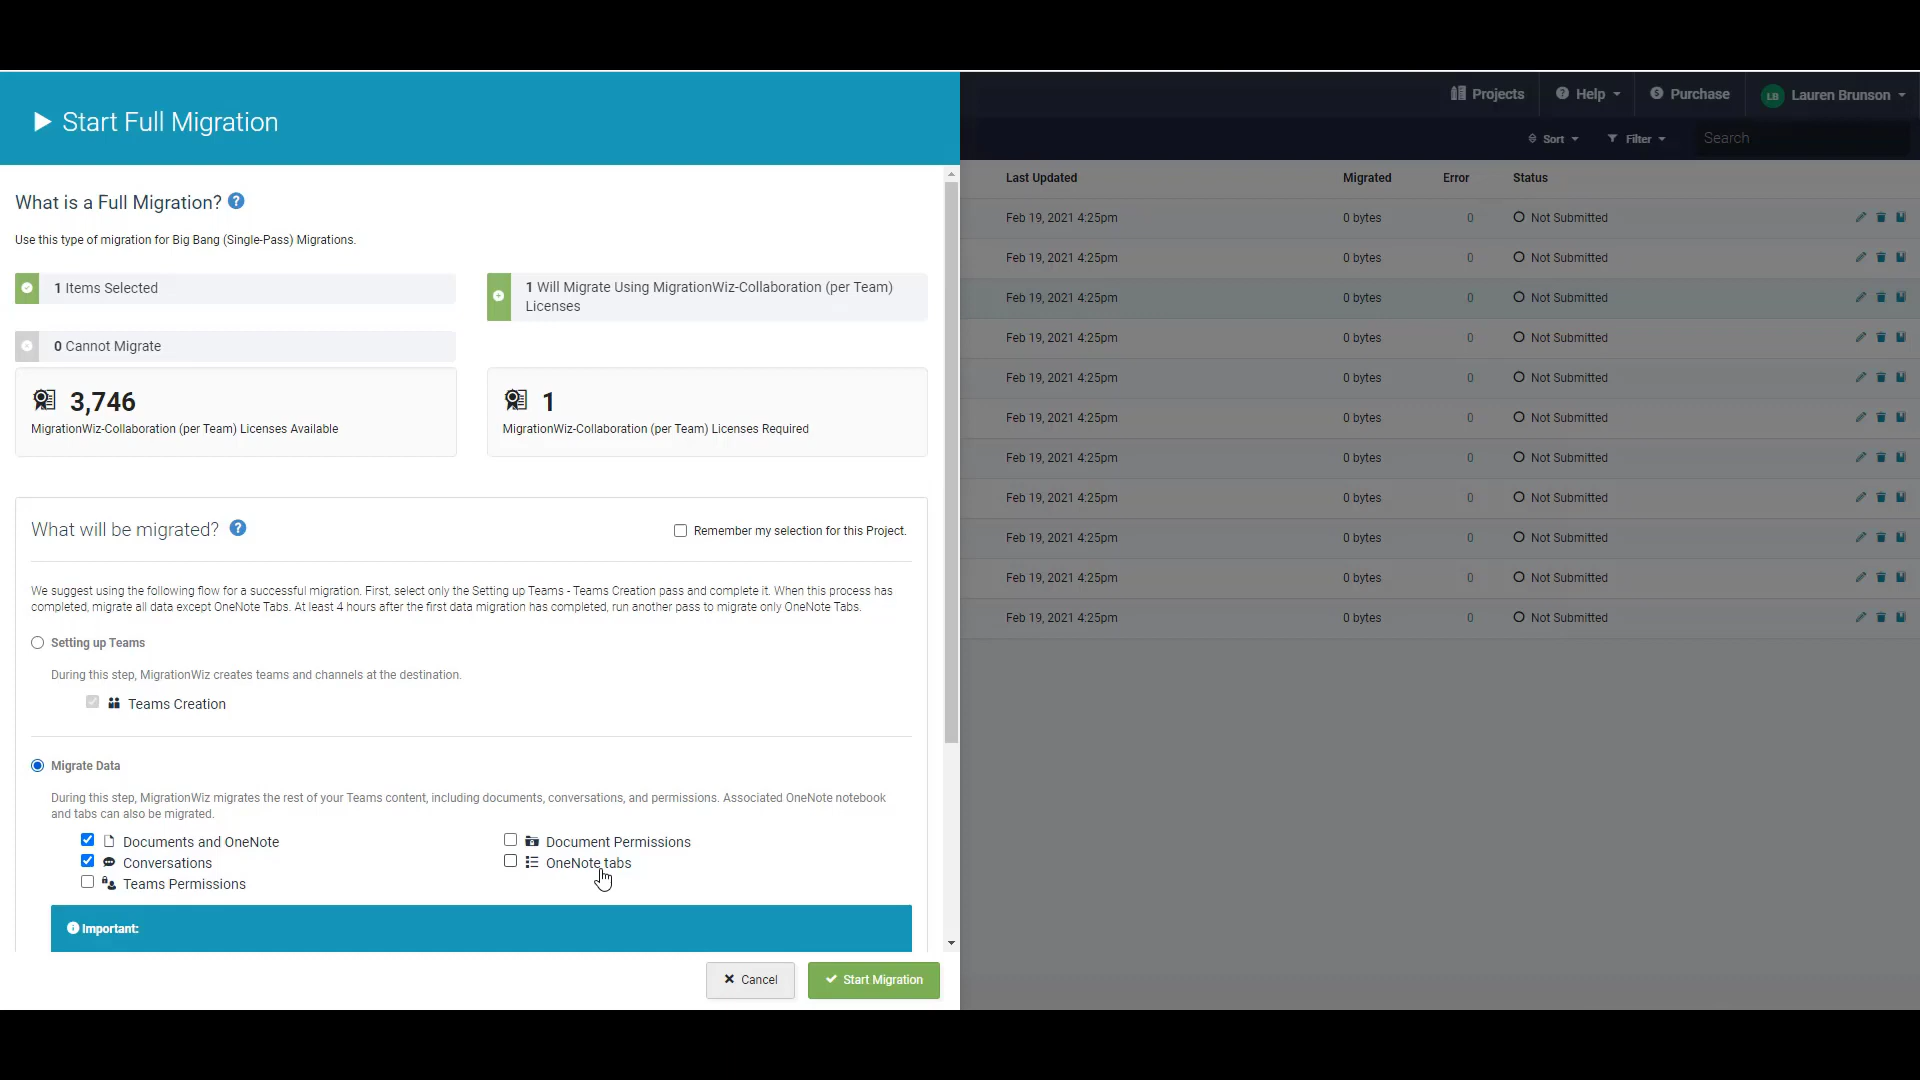 Start Full Migration
Projects
Help
Purchase
LB
Lauren Brunson
Sort
Filter
Search
What is a Full Migration? ?
Use this type of migration for Big Bang (Single-Pass) Migrations.
1 Items Selected
1 Will Migrate Using MigrationWiz-Collaboration (per Team)
Licenses
0 Cannot Migrate
3,746
MigrationWiz-Collaboration (per Team) Licenses Available
1
MigrationWiz-Collaboration (per Team) Licenses Required
What will be migrated? ?
Remember my selection for this Project.
We suggest using the following flow for a successful migration. First, select only the Setting up Teams - Teams Creation pass and complete it. When this process has
completed, migrate all data except OneNote Tabs. At least 4 hours after the first data migration has completed, run another pass to migrate only OneNote Tabs.
Setting up Teams
During this step, MigrationWiz creates teams and channels at the destination.
Teams Creation
Migrate Data
During this step, MigrationWiz migrates the rest of your Teams content, including documents, conversations, and permissions. Associated OneNote notebook
and tabs can also be migrated.
Documents and OneNote
Document Permissions
Conversations
OneNote tabs
Teams Permissions
Important:
Cancel
Start Migration
Last Updated Migrated Error Status
Feb 19, 2021 4:25pm 0 bytes 0 Not Submitted
Feb 19, 2021 4:25pm 0 bytes 0 Not Submitted
Feb 19, 2021 4:25pm 0 bytes 0 Not Submitted
Feb 19, 2021 4:25pm 0 bytes 0 Not Submitted
Feb 19, 2021 4:25pm 0 bytes 0 Not Submitted
Feb 19, 2021 4:25pm 0 bytes 0 Not Submitted
Feb 19, 2021 4:25pm 0 bytes 0 Not Submitted
Feb 19, 2021 4:25pm 0 bytes 0 Not Submitted
Feb 19, 2021 4:25pm 0 bytes 0 Not Submitted
Feb 19, 2021 4:25pm 0 bytes 0 Not Submitted
Feb 19, 2021 4:25pm 0 bytes 0 Not Submitted